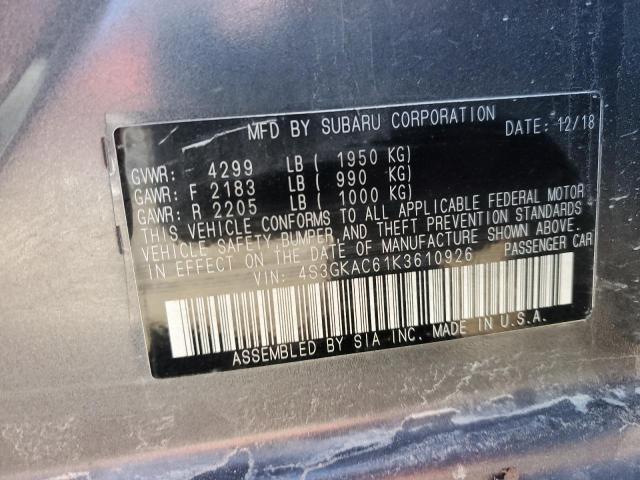 MFD BY SUBARU CORPORATION DATE: 12/18
GVWR: 4299 LB ( 1950 KG)
GAWR: F 2183 LB ( 990 KG)
GAWR: R 2205 LB ( 1000 KG)
THIS VEHICLE CONFORMS TO ALL APPLICABLE FEDERAL MOTOR
VEHICLE SAFETY BUMPER AND THEFT PREVENTION STANDARDS
IN EFFECT ON DATE OF MANUFACTURE SHOWN ABOVE.
VIN: 4S3GKAC61K3610926 PASSENGER CAR
ASSEMBLED BY SIA INC. MADE IN U.S.A.